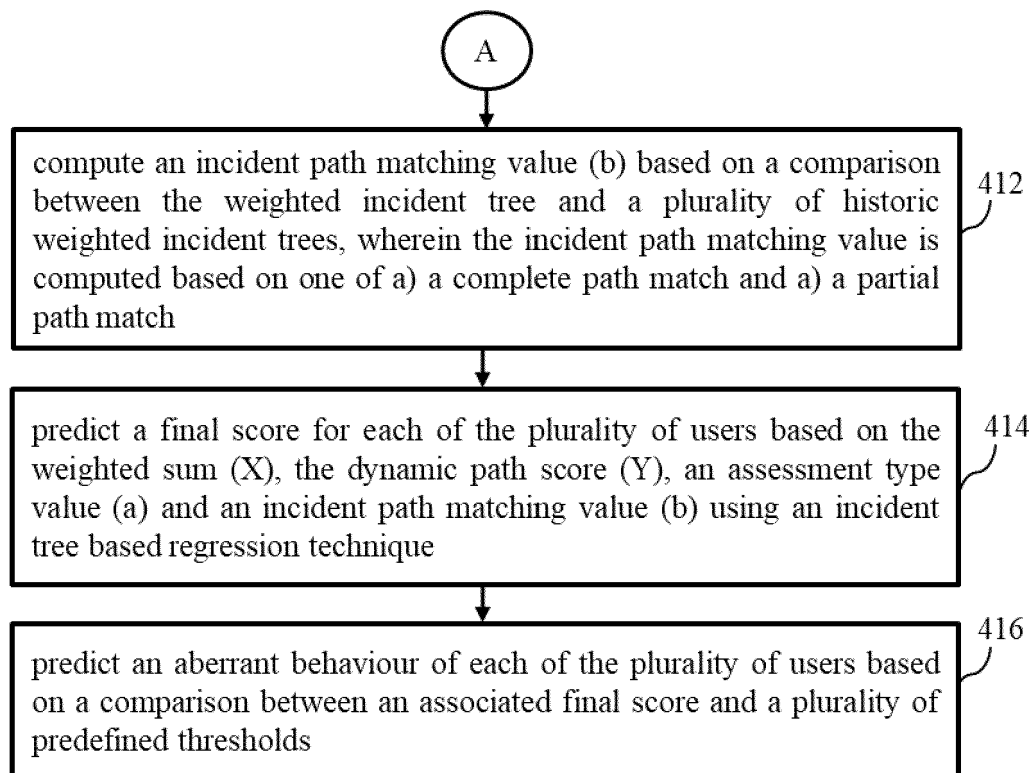 A
compute an incident path matching value (b) based on a comparison
between the weighted incident tree and a plurality of historic
weighted incident trees, wherein the incident path matching value is
computed based on one of a) a complete path match and a) a partial
path match
412
predict a final score for each of the plurality of users based on the
weighted sum (X), the dynamic path score (Y), an assessment type
value (a) and an incident path matching value (b) using an incident
tree based regression technique
414
predict an aberrant behaviour of each of the plurality of users based
on a comparison between an associated final score and a plurality of
predefined thresholds
416